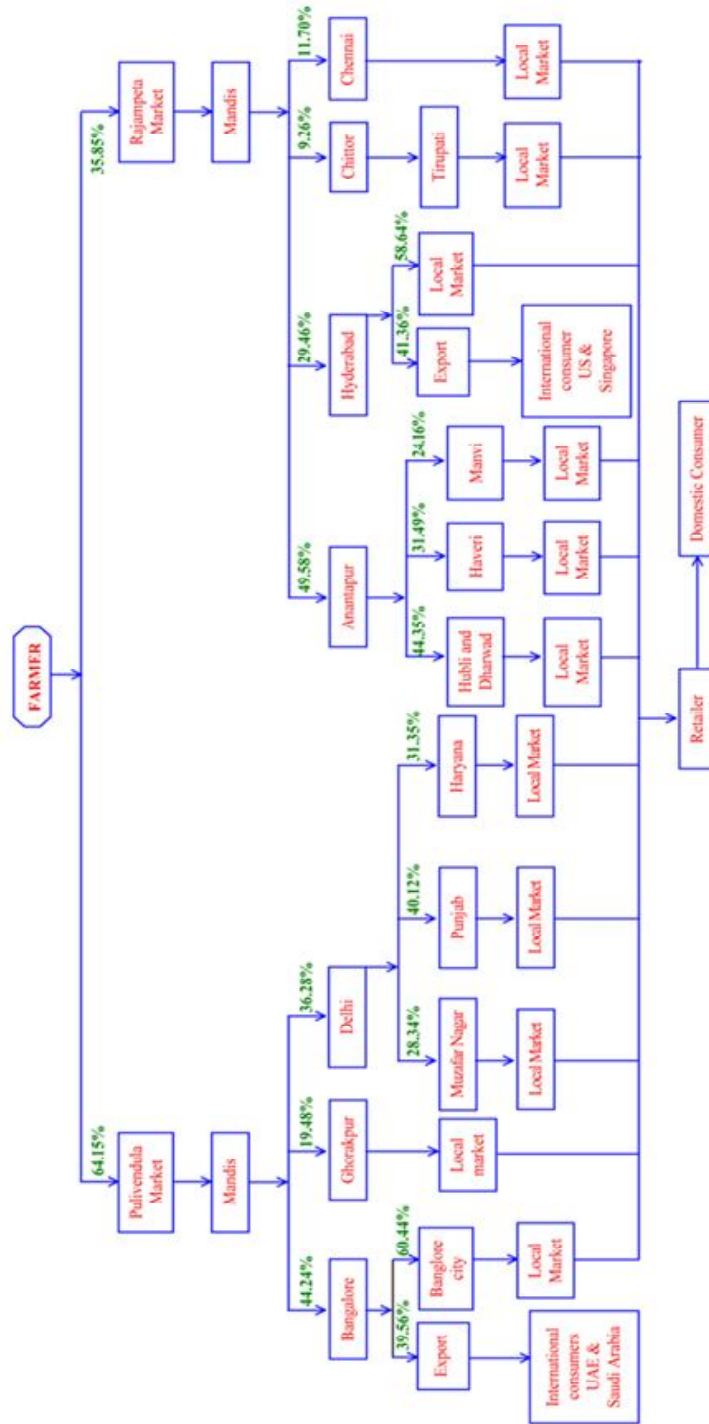 FARMER
64.15%
35.85%
Pulivendula
Market
Rajampeta
Market
Mandis
Mandis
44.24%
19.48%
36.28%
49.58%
29.46%
9.26%
11.70%
Bangalore
Ghorakpur
Delhi
Anantapur
Hyderabad
Chittor
Chennai
39.56%
60.44%
28.34%
40.12%
31.35%
44.35%
31.49%
24.16%
41.36%
58.64%
Export
Banglore
city
Local
market
Muzafar Nagar
Punjab
Haryana
Hubli and
Dharwad
Haveri
Manvi
Export
Local
Market
Tirupati
International
consumers
UAE &
Saudi Arabia
Local
Market
Local Market
Local Market
Local Market
Local
Market
Local
Market
Local
Market
International
consumer
US &
Singapore
Local
Market
Local
Market
Retailer
Domestic Consumer